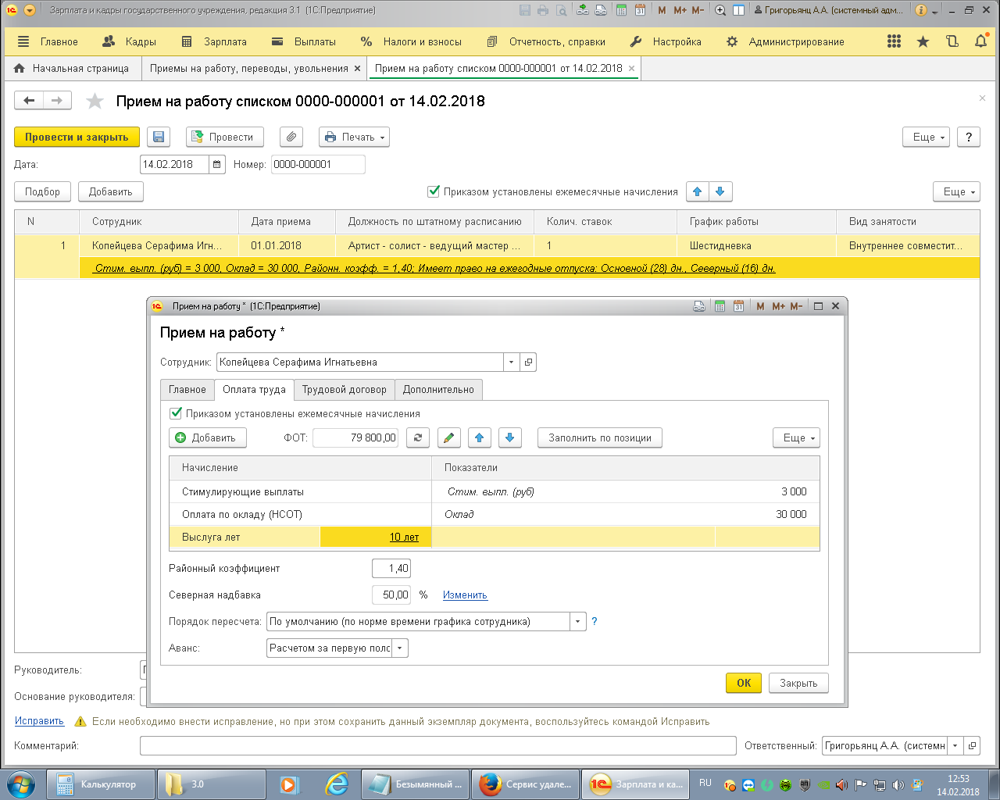 Зарплата и кадры государственного учреждения, редакция 3.1 (1С:Предприятие)
M M+ M- Григорьянц А.А. (системный адм...
Главное Кадры Зарплата Выплаты % Налоги и взносы Отчетность, справки Настройка Администрирование
Начальная страница Приемы на работу, переводы, увольнения × Прием на работу списком 0000-000001 от 14.02.2018 ×
Прием на работу списком 0000-000001 от 14.02.2018
Провести и закрыть Провести Печать Еще ?
Дата: 14.02.2018 Номер: 0000-000001
Подбор Добавить Приказом установлены ежемесячные начисления Еще
N Сотрудник Дата приема Должность по штатному расписанию Колич. ставок График работы Вид занятости
1 Копейцева Серафима Игн... 01.01.2018 Артист - солист - ведущий мастер ... 1 Шестидневка Внутреннее совместит...
Стим. выпл. (руб) = 3 000, Оклад = 30 000, Районн. коэфф. = 1,40; Имеет право на ежегодные отпуска: Основной (28) дн., Северный (16) дн.
Прием на работу * (1С:Предприятие) 31 M M+ M-
Прием на работу *
Сотрудник: Копейцева Серафима Игнатьевна
Главное Оплата труда Трудовой договор Дополнительно
Приказом установлены ежемесячные начисления
Добавить ФОТ: 79 800,00 Заполнить по позиции Еще
Начисление Показатели
Стимулирующие выплаты Стим. выпл. (руб) 3 000
Оплата по окладу (НСОТ) Оклад 30 000
Выслуга лет 10 лет
Районный коэффициент 1,40
Северная надбавка 50,00 % Изменить
Порядок пересчета: По умолчанию (по норме времени графика сотрудника) ?
Аванс: Расчетом за первую поло
ОК Закрыть
Руководитель:
Основание руководителя:
Исправить Если необходимо внести исправление, но при этом сохранить данный экземпляр документа, воспользуйтесь командой Исправить
Комментарий: Ответственный: Григорьянц А.А. (системн
Калькулятор 3.0 Безымянный ... Сервис удале... Зарплата и ка... RU 12:53
14.02.2018